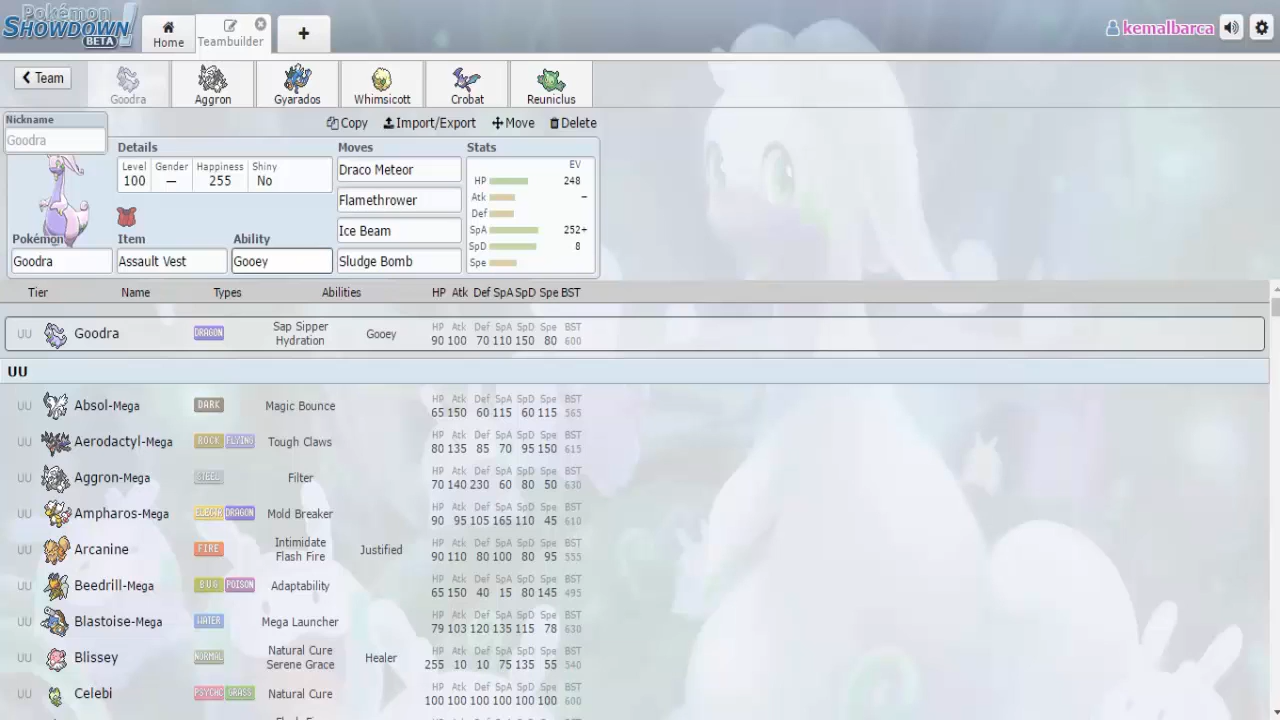 Pokémon
SHOWDOWN!
BETA
Home
Teambuilder
+
kemalbarca
Team
Goodra
Aggron
Gyarados
Whimsicott
Crobat
Reuniclus
Copy Import/Export Move Delete
Nickname
Goodra
Details
Level Gender Happiness Shiny
100 — 255 No
Pokémon Item Ability
Goodra Assault Vest Gooey
Moves
Draco Meteor
Flamethrower
Ice Beam
Sludge Bomb
Stats
EV
HP 248
Atk –
Def
SpA 252+
SpD 8
Spe
Tier Name Types Abilities HP Atk Def SpA SpD Spe BST
UU Goodra DRAGON Sap Sipper Hydration Gooey HP Atk Def SpA SpD Spe BST
90 100 70 110 150 80 600
UU
UU Absol-Mega DARK Magic Bounce HP Atk Def SpA SpD Spe BST
65 150 60 115 60 115 565
UU Aerodactyl-Mega ROCK FLYING Tough Claws HP Atk Def SpA SpD Spe BST
80 135 85 70 95 150 615
UU Aggron-Mega STEEL Filter HP Atk Def SpA SpD Spe BST
70 140 230 60 80 50 630
UU Ampharos-Mega ELECTR DRAGON Mold Breaker HP Atk Def SpA SpD Spe BST
90 95 105 165 110 45 610
UU Arcanine FIRE Intimidate Flash Fire Justified HP Atk Def SpA SpD Spe BST
90 110 80 100 80 95 555
UU Beedrill-Mega BUG POISON Adaptability HP Atk Def SpA SpD Spe BST
65 150 40 15 80 145 495
UU Blastoise-Mega WATER Mega Launcher HP Atk Def SpA SpD Spe BST
79 103 120 135 115 78 630
UU Blissey NORMAL Natural Cure Serene Grace Healer HP Atk Def SpA SpD Spe BST
255 10 10 75 135 55 540
UU Celebi PSYCHC GRASS Natural Cure HP Atk Def SpA SpD Spe BST
100 100 100 100 100 100 600